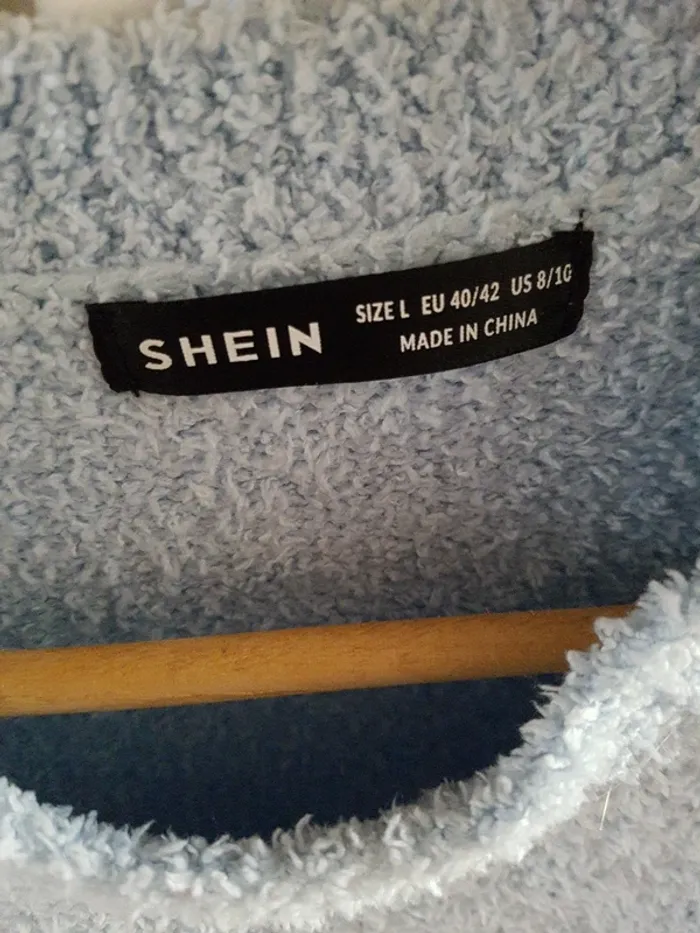 SHEIN
SIZE L EU 40/42 US 8/10
MADE IN CHINA